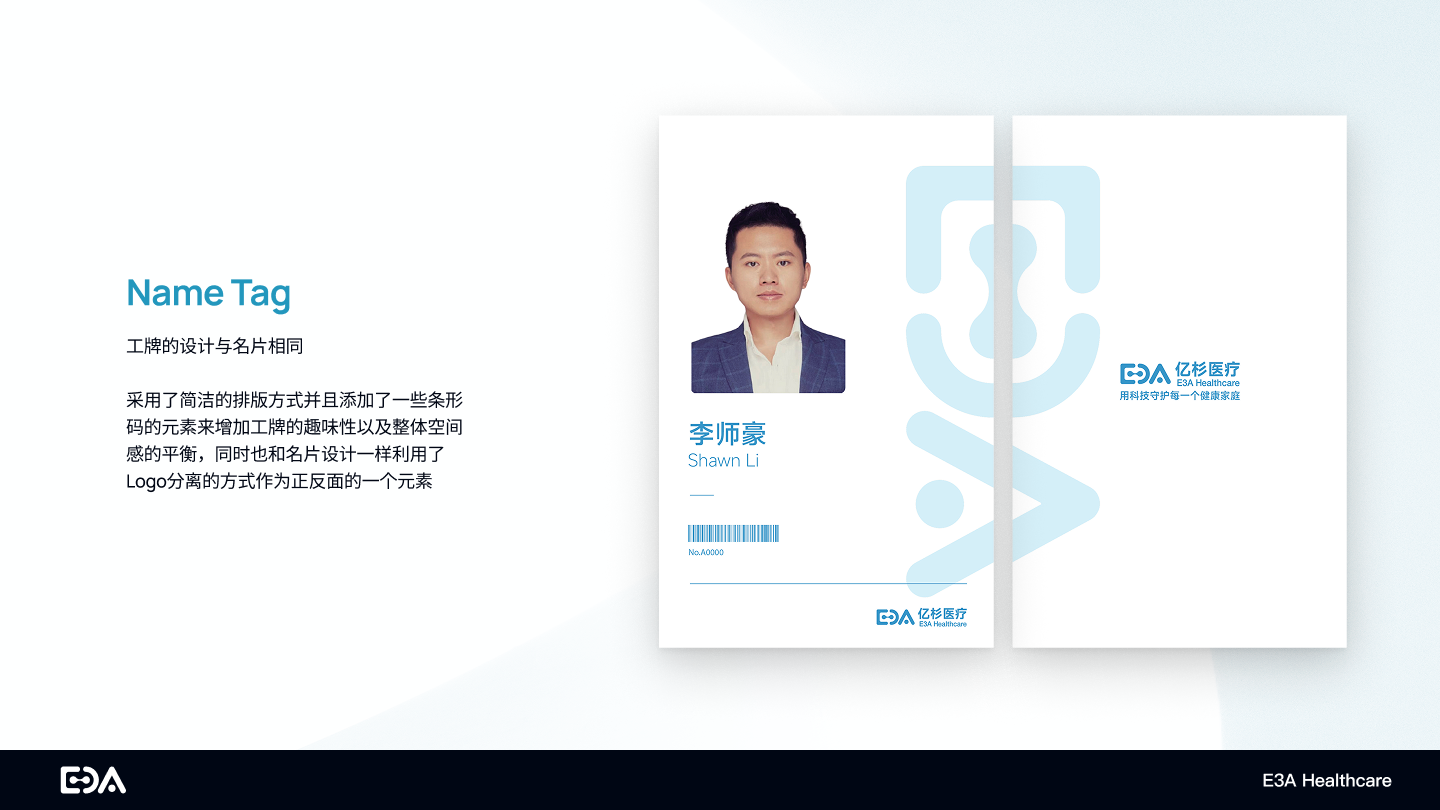 Name Tag
工牌的设计与名片相同
采用了简洁的排版方式并且添加了一些条形
码的元素来增加工牌的趣味性以及整体空间
感的平衡，同时也和名片设计一样利用了
Logo分离的方式作为正反面的一个元素
李师豪
Shawn Li
No.A0000
E3A 亿杉医疗
E3A Healthcare
E3A 亿杉医疗
E3A Healthcare
用科技守护每一个健康家庭
E3A
E3A Healthcare